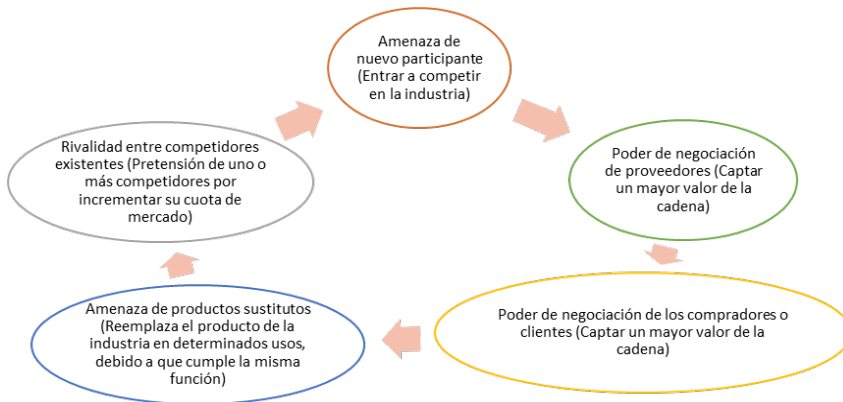 Amenaza de
nuevo participante
(Entrar a competir
en la industria)
Poder de negociación
de proveedores (Captar
un mayor valor de la
cadena)
Poder de negociación de los compradores o
clientes (Captar un mayor valor de la
cadena)
Amenaza de productos sustitutos
(Reemplaza el producto de la
industria en determinados usos,
debido a que cumple la misma
función)
Rivalidad entre competidores
existentes (Pretensión de uno o
más competidores por
incrementar su cuota de
mercado)